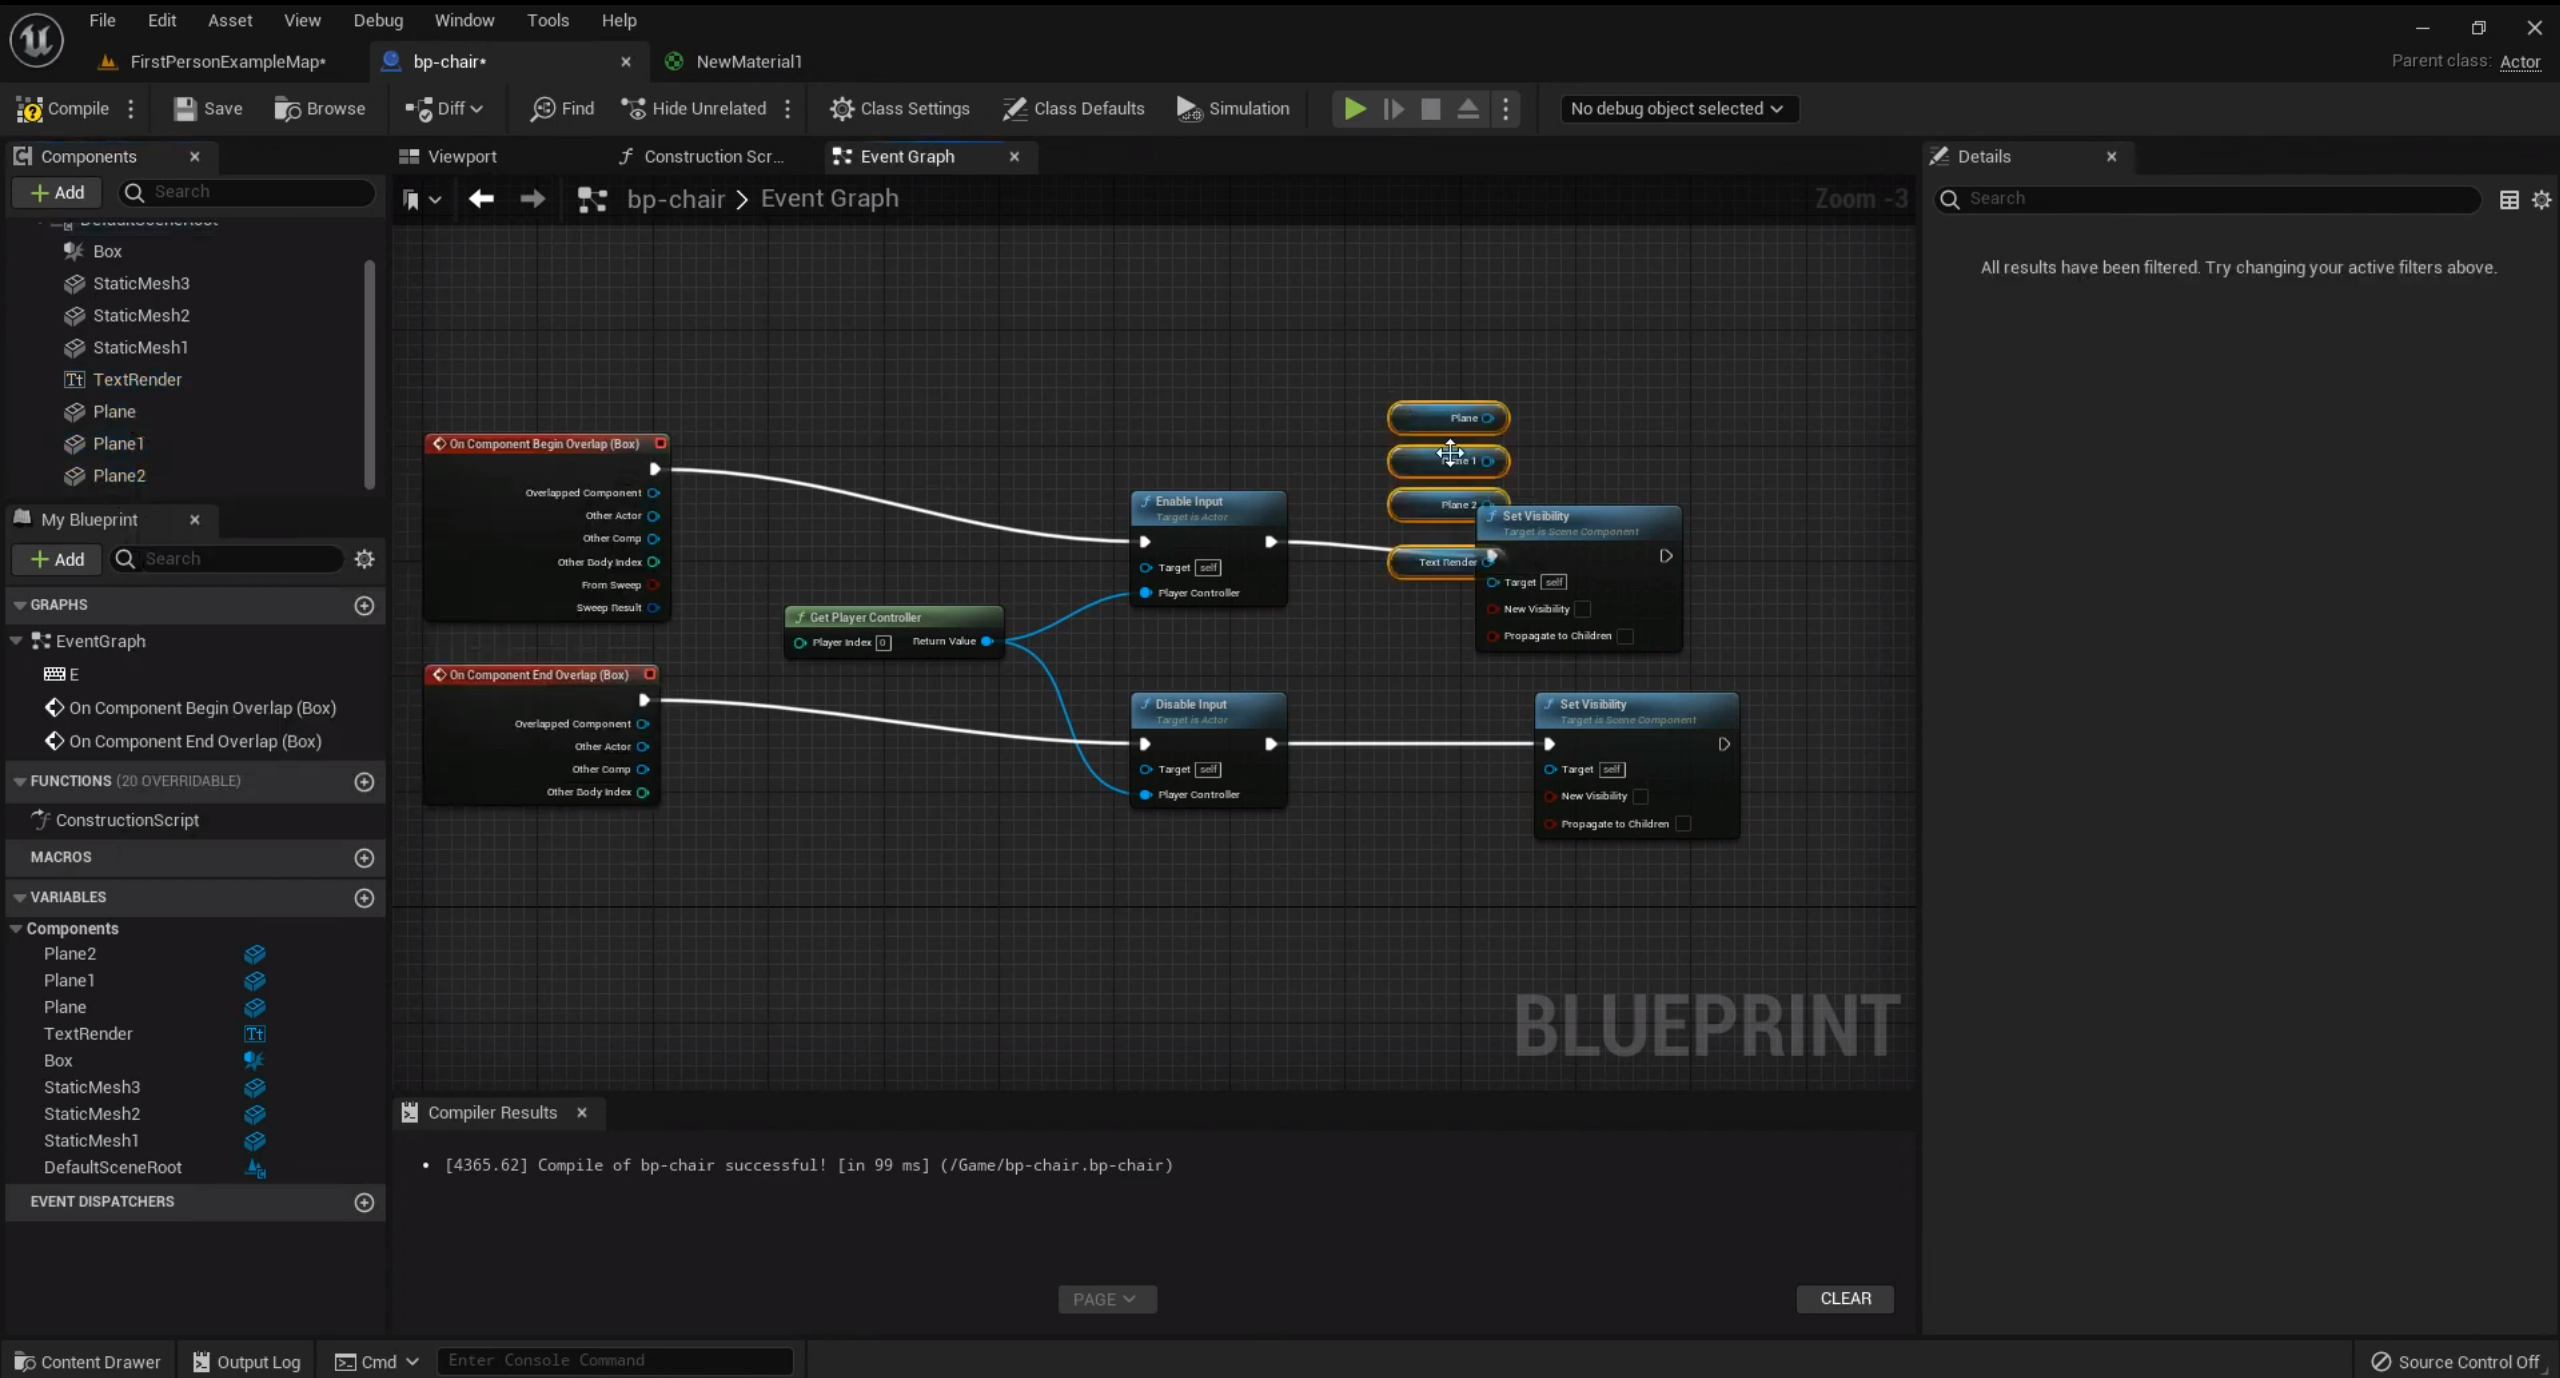 File Edit Asset View Debug Window Tools Help
FirstPersonExampleMap* bp-chair* NewMaterial1 Parent class: Actor
Compile Save Browse Diff Find Hide Unrelated Class Settings Class Defaults Simulation No debug object selected
Components Viewport Construction Scr... Event Graph Details
Add Search bp-chair > Event Graph Zoom -3 Search
DefaultSceneRoot
All results have been filtered. Try changing your active filters above.
Box
StaticMesh3
StaticMesh2
StaticMesh1
TextRender
Plane
Plane1
Plane2
My Blueprint
Add Search
GRAPHS
EventGraph
E
On Component Begin Overlap (Box)
On Component End Overlap (Box)
FUNCTIONS (20 OVERRIDABLE)
ConstructionScript
MACROS
VARIABLES
Components
Plane2
Plane1
Plane
TextRender
Box
StaticMesh3
StaticMesh2
StaticMesh1
DefaultSceneRoot
EVENT DISPATCHERS
On Component Begin Overlap (Box)
Overlapped Component
Other Actor
Other Comp
Other Body Index
From Sweep
Sweep Result
On Component End Overlap (Box)
Overlapped Component
Other Actor
Other Comp
Other Body Index
Get Player Controller
Player Index 0 Return Value
Enable Input
Target is Actor
Target self
Player Controller
Disable Input
Target is Actor
Target self
Player Controller
Plane
Plane 2
Text Render
Set Visibility
Target is Scene Component
Target self
New Visibility
Propagate to Children
Set Visibility
Target is Scene Component
Target self
New Visibility
Propagate to Children
BLUEPRINT
Compiler Results
[4365.62] Compile of bp-chair successful! [in 99 ms] (/Game/bp-chair.bp-chair)
PAGE CLEAR
Content Drawer Output Log Cmd Enter Console Command Source Control Off